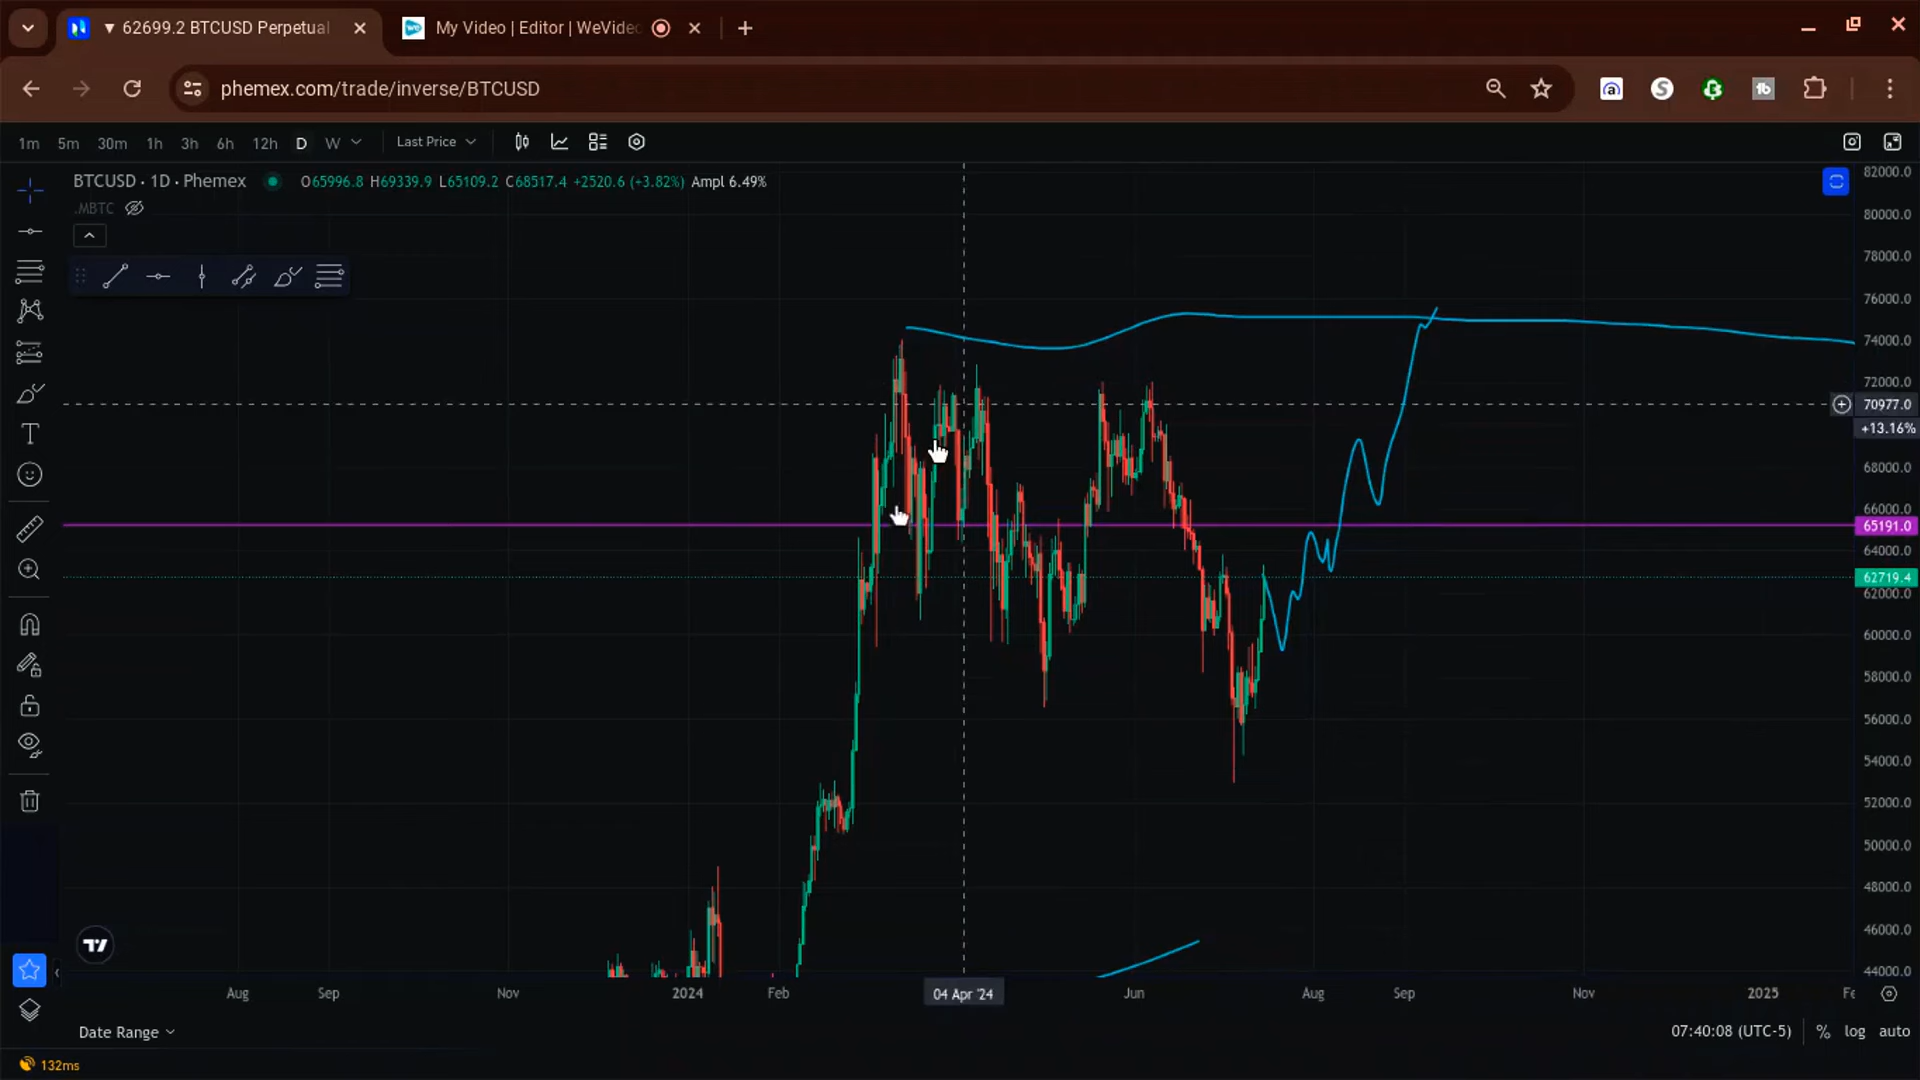 ▼ 62699.2 BTCUSD Perpetual
My Video | Editor | WeVideo
phemex.com/trade/inverse/BTCUSD
1m 5m 30m 1h 3h 6h 12h D W Last Price
BTCUSD · 1D · Phemex O65996.8 H69339.9 L65109.2 C68517.4 +2520.6 (+3.82%) Ampl 6.49%
.MBTC
82000.0
80000.0
78000.0
76000.0
74000.0
72000.0
70977.0
+13.16%
68000.0
66000.0
65191.0
64000.0
62719.4
62000.0
60000.0
58000.0
56000.0
54000.0
52000.0
50000.0
48000.0
46000.0
44000.0
Aug Sep Nov 2024 Feb 04 Apr '24 Jun Aug Sep Nov 2025 Fe
Date Range 07:40:08 (UTC-5) % log auto
132ms